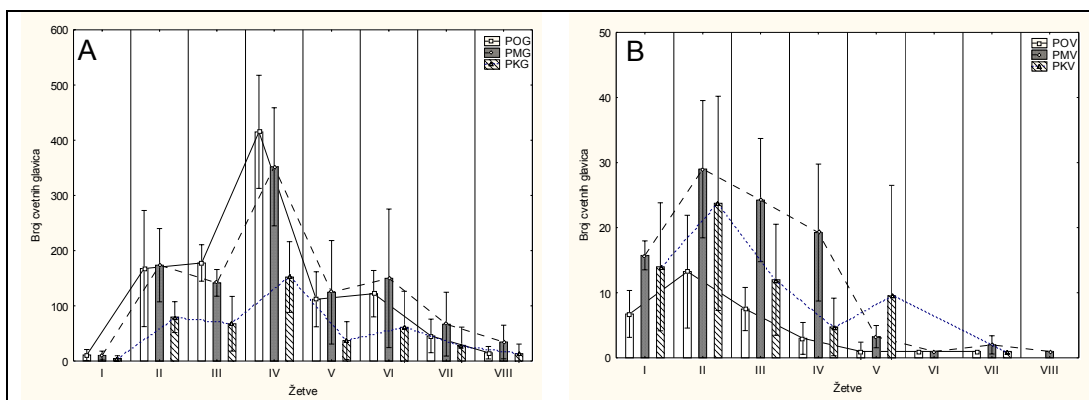 A
POG
PMG
PKG
600
500
400
300
200
100
0
Broj cvetnih glavica
I II III IV V VI VII VIII
Žetve
B
POV
PMV
PKV
50
40
30
20
10
0
Broj cvetnih glavica
I II III IV V VI VII VIII
Žetve